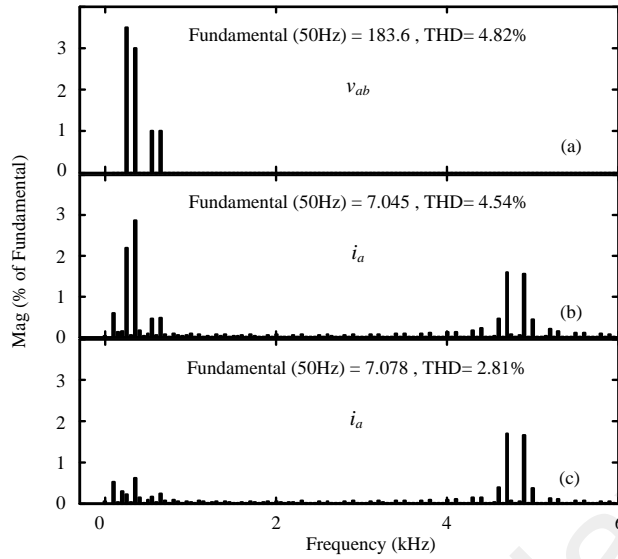 3
Fundamental (50Hz) = 183.6 , THD= 4.82%
2
v_ab
1
0
(a)
3
Fundamental (50Hz) = 7.045 , THD= 4.54%
2
i_a
1
0
(b)
3
Fundamental (50Hz) = 7.078 , THD= 2.81%
2
i_a
1
0
(c)
0 2 4 6
Frequency (kHz)
Mag (% of Fundamental)